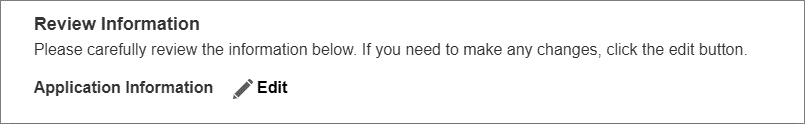 Review Information
Please carefully review the information below. If you need to make any changes, click the edit button.
Application Information Edit